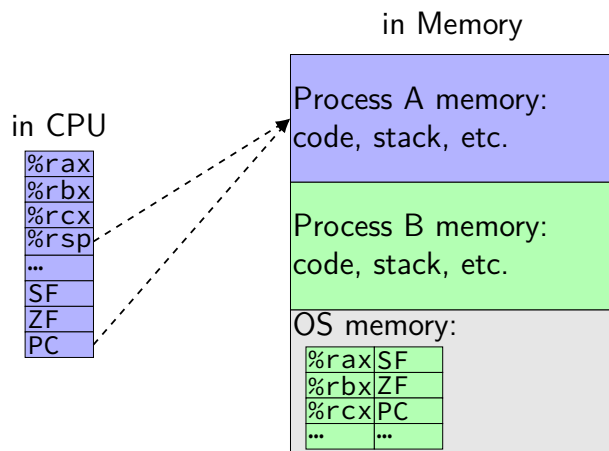 in Memory
in CPU
%rax
%rbx
%rcx
%rsp
…
SF
ZF
PC
Process A memory:
code, stack, etc.
Process B memory:
code, stack, etc.
OS memory:
%rax SF
%rbx ZF
%rcx PC
… …